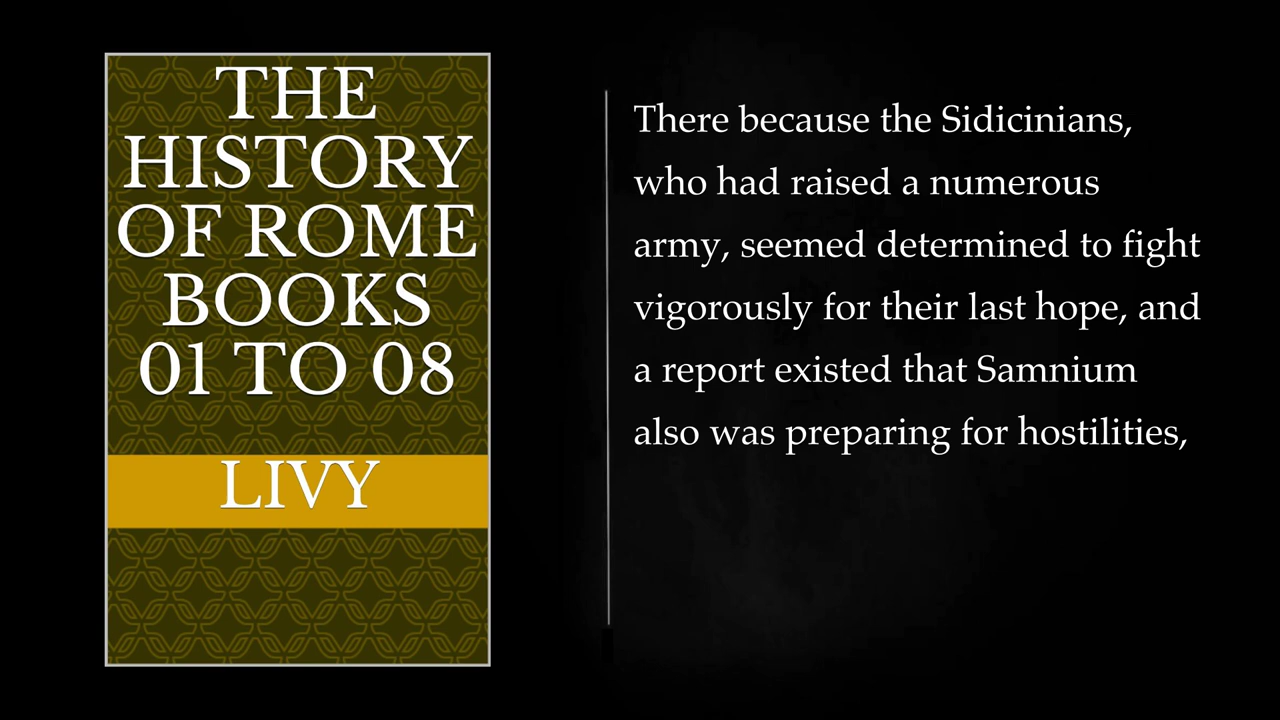 THE
HISTORY
OF ROME
BOOKS
01 TO 08
LIVY
There because the Sidicinians,
who had raised a numerous
army, seemed determined to fight
vigorously for their last hope, and
a report existed that Samnium
also was preparing for hostilities,